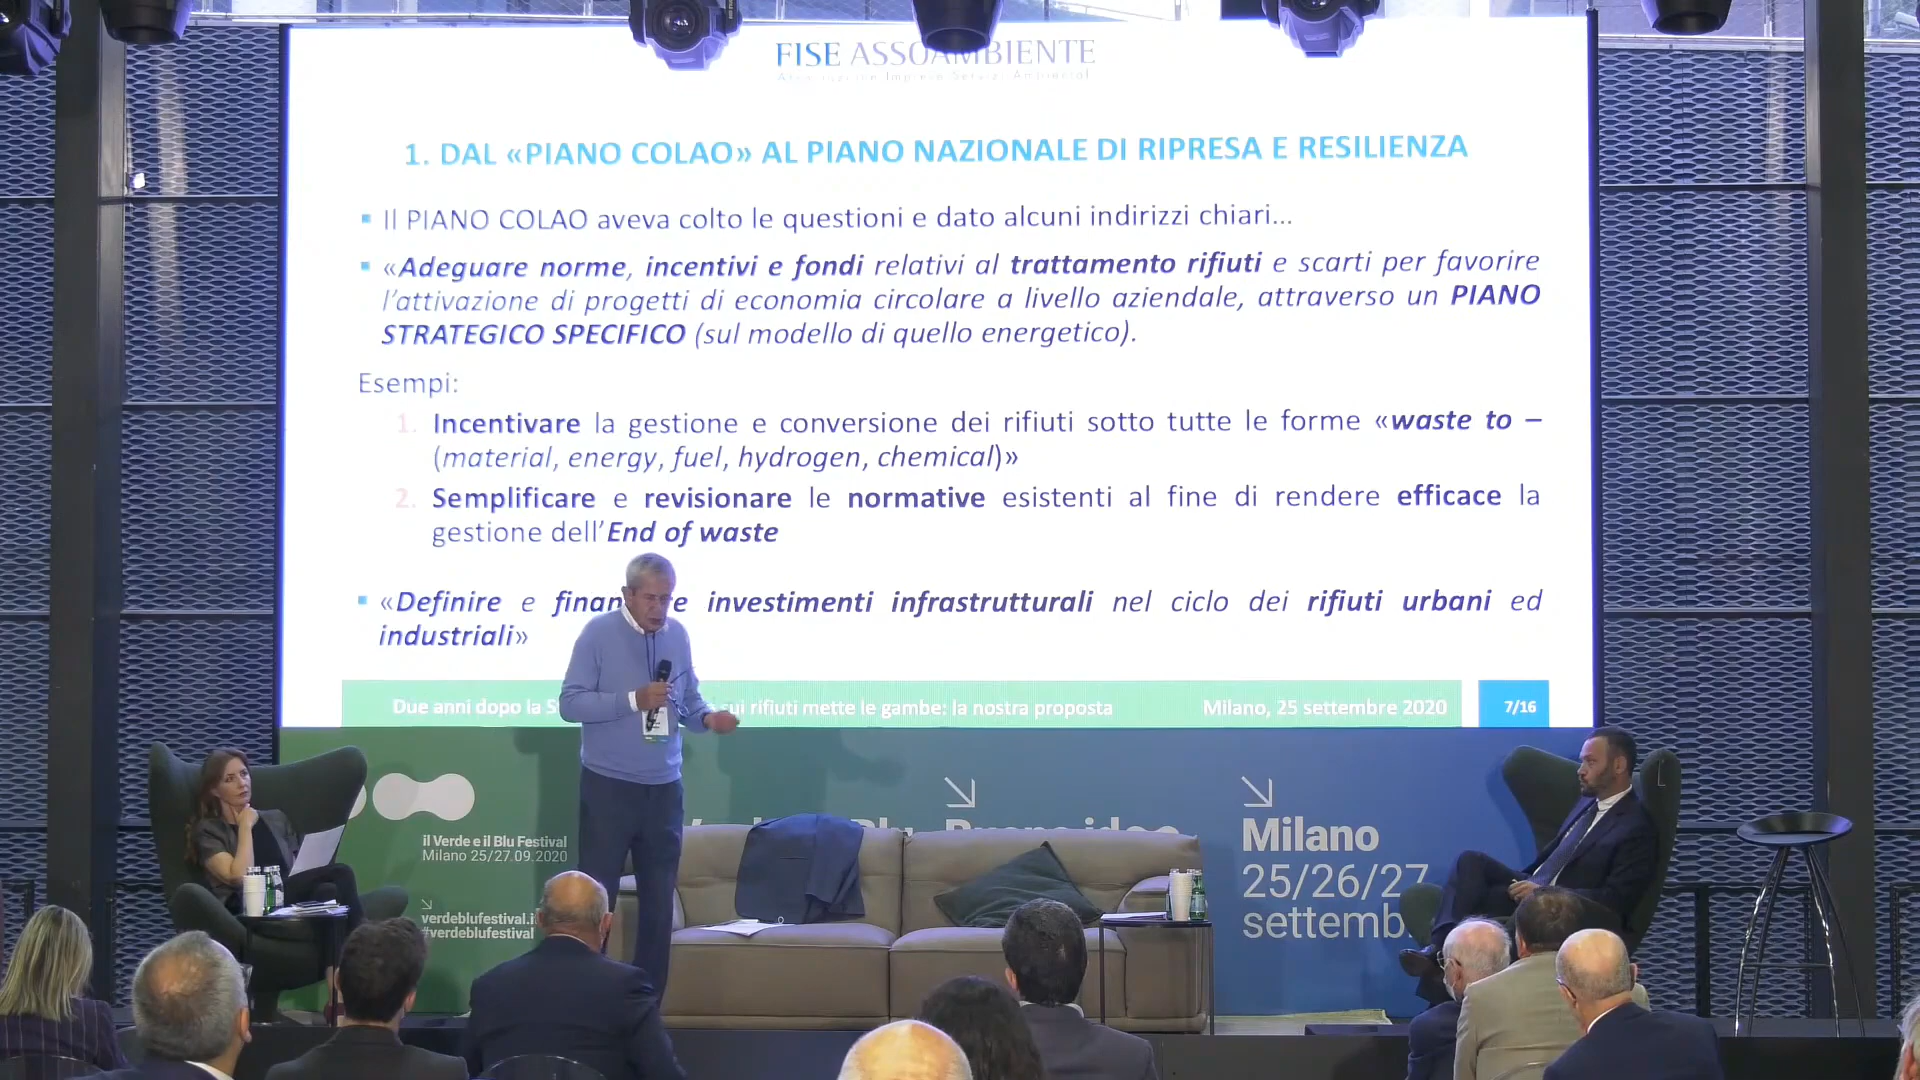 FISE ASSOAMBIENTE
Associazione Imprese Servizi Ambientali
1. DAL «PIANO COLAO» AL PIANO NAZIONALE DI RIPRESA E RESILIENZA
Il PIANO COLAO aveva colto le questioni e dato alcuni indirizzi chiari...
«Adeguare norme, incentivi e fondi relativi al trattamento rifiuti e scarti per favorire
l'attivazione di progetti di economia circolare a livello aziendale, attraverso un PIANO
STRATEGICO SPECIFICO (sul modello di quello energetico).
Esempi:
1. Incentivare la gestione e conversione dei rifiuti sotto tutte le forme «waste to –
(material, energy, fuel, hydrogen, chemical)»
2. Semplificare e revisionare le normative esistenti al fine di rendere efficace la
gestione dell'End of waste
«Definire e investimenti infrastrutturali nel ciclo dei rifiuti urbani ed
industriali»
Due anni dopo la sui rifiuti mette le gambe: la nostra proposta
Milano, 25 settembre 2020
7/16
il Verde e il Blu Festival
Milano 25/27.09.2020
verdeblufestival.i
#verdeblufestival
Milano
25/26/27
settemb